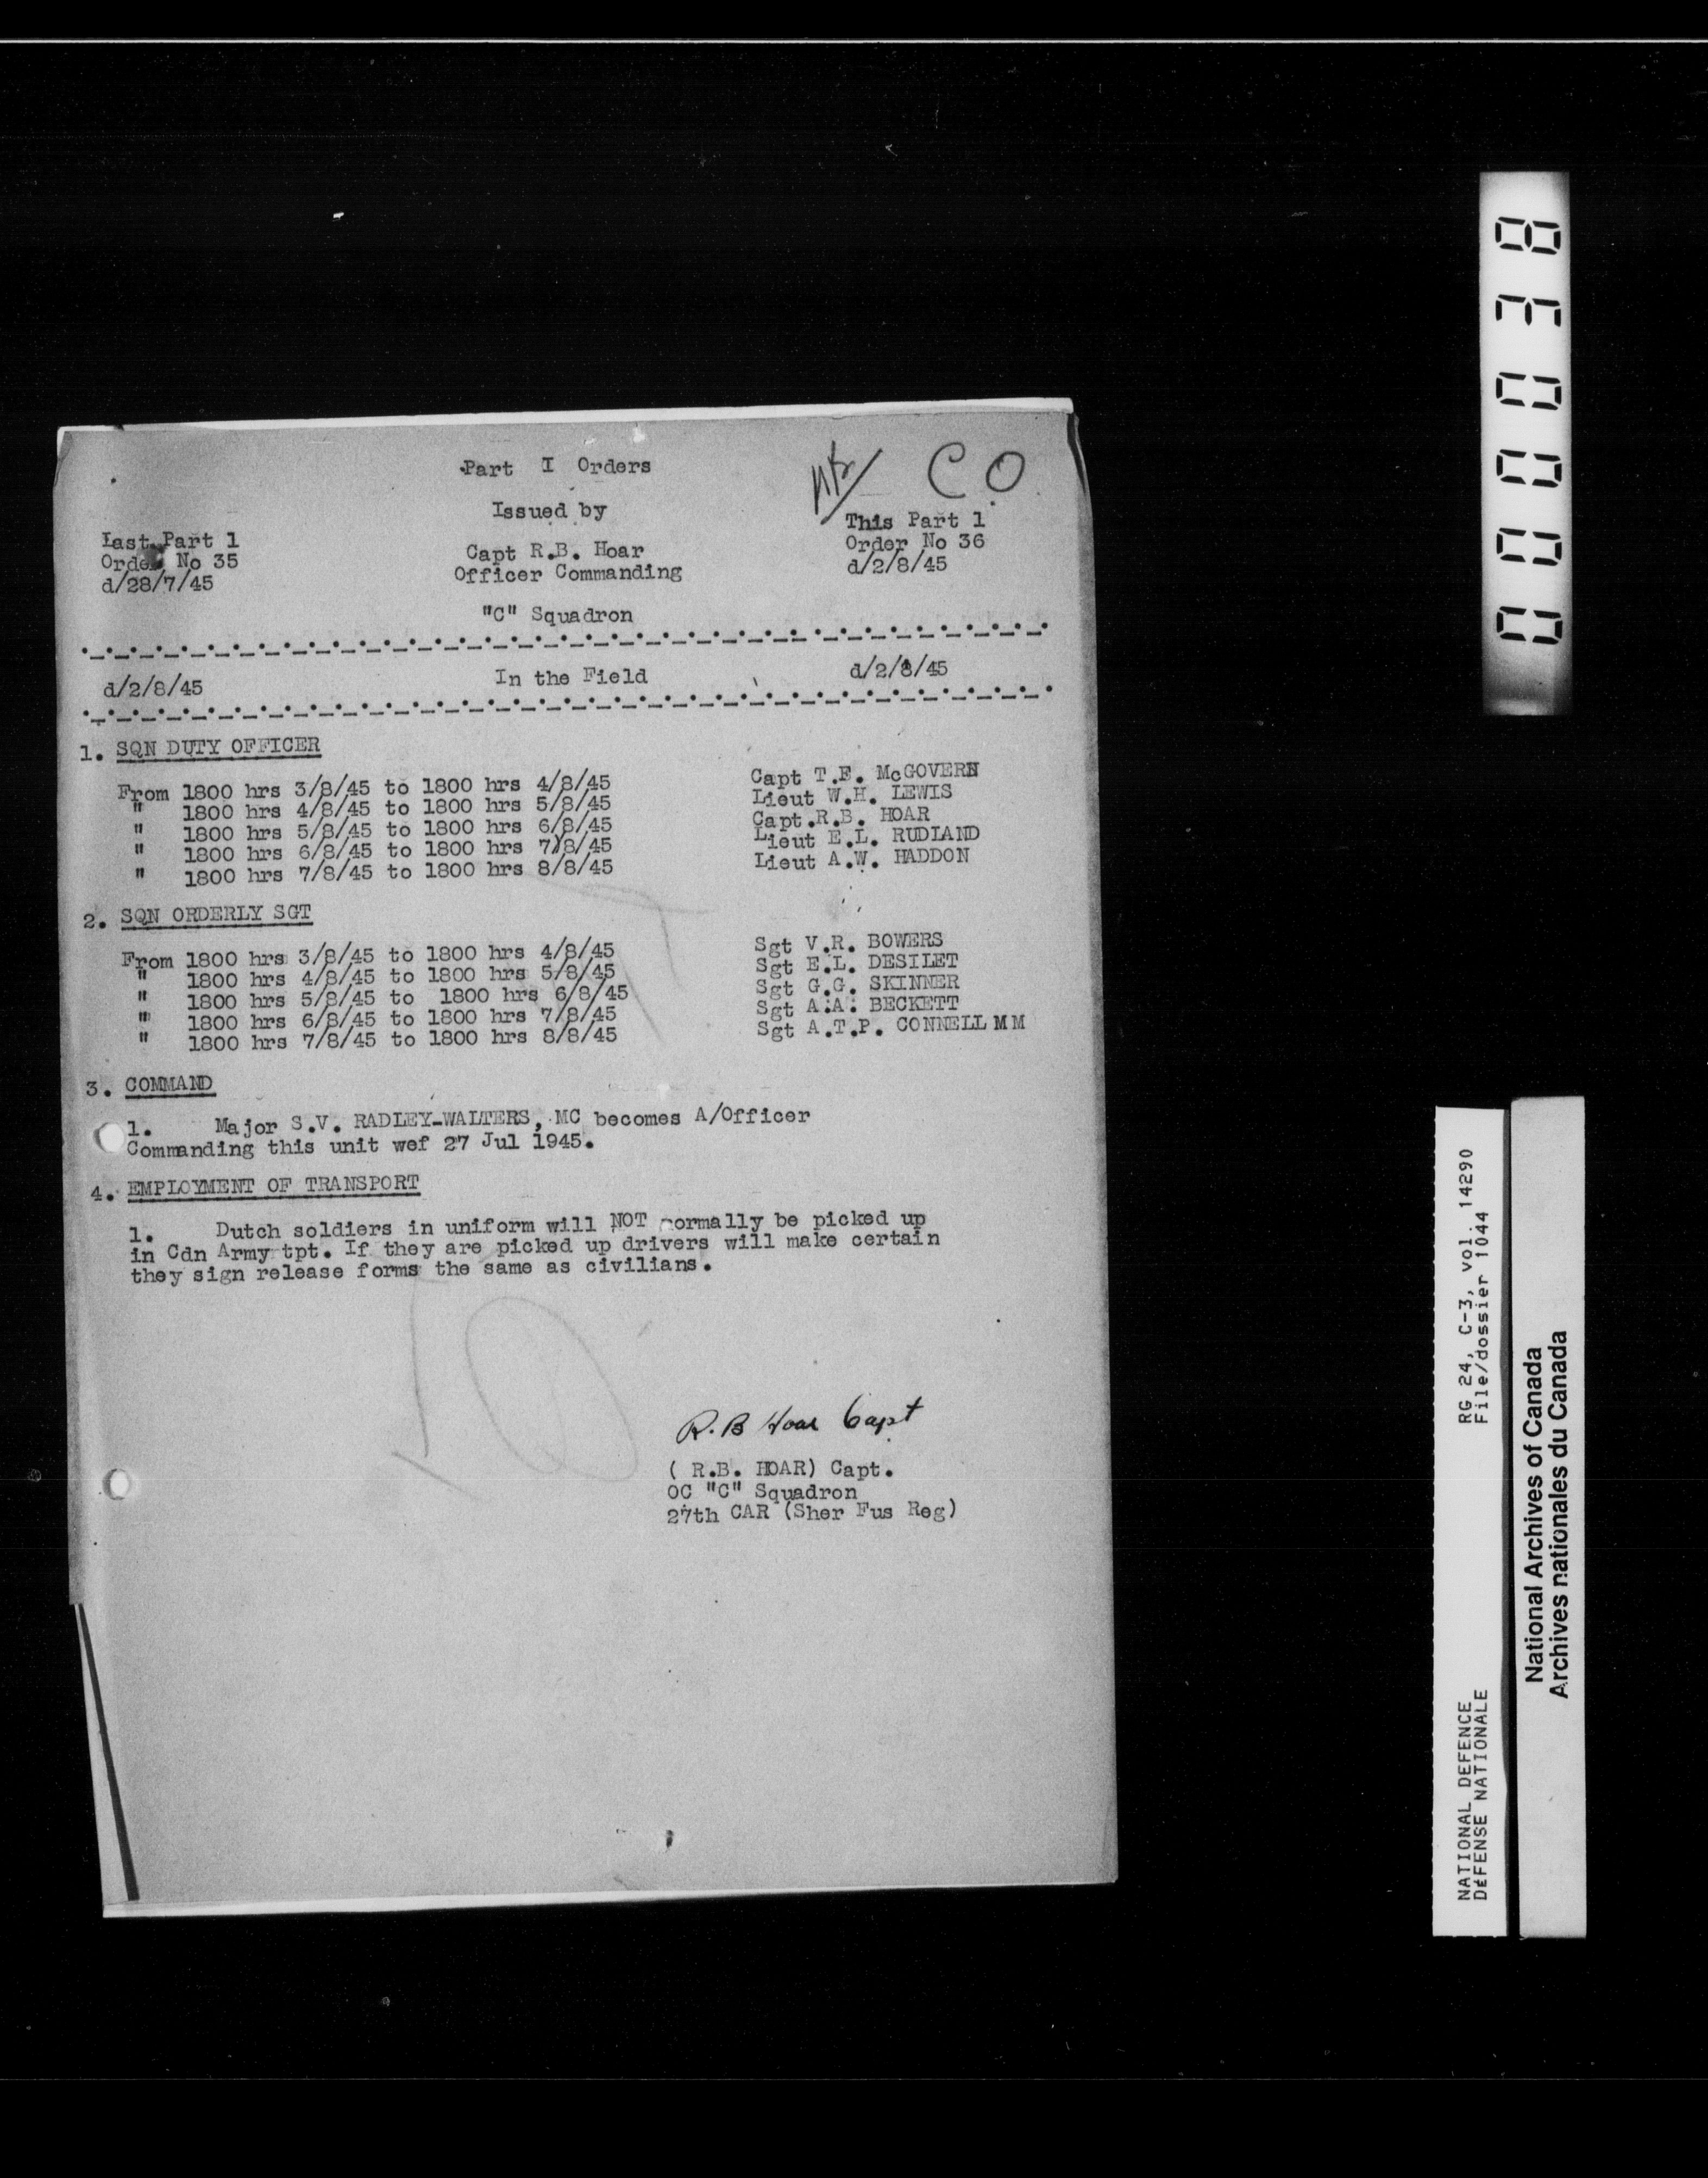 C O
Part I Orders
Issued by
Last Part 1
Order No 35
d/28/7/45
Capt R.B. Hoar
Officer Commanding
"C" Squadron
This Part 1
Order No 36
d/2/8/45
d/2/8/45 In the Field d/2/8/45
1. SQN DUTY OFFICER
From 1800 hrs 3/8/45 to 1800 hrs 4/8/45 Capt T.F. McGOVERN
" 1800 hrs 4/8/45 to 1800 hrs 5/8/45 Lieut W.H. LEWIS
" 1800 hrs 5/8/45 to 1800 hrs 6/8/45 Capt.R.B. HOAR
" 1800 hrs 6/8/45 to 1800 hrs 7/8/45 Lieut E.L. RUDLAND
" 1800 hrs 7/8/45 to 1800 hrs 8/8/45 Lieut A.W. HADDON
2. SQN ORDERLY SGT
From 1800 hrs 3/8/45 to 1800 hrs 4/8/45 Sgt V.R. BOWERS
" 1800 hrs 4/8/45 to 1800 hrs 5/8/45 Sgt E.L. DESILET
" 1800 hrs 5/8/45 to 1800 hrs 6/8/45 Sgt G.G. SKINNER
" 1800 hrs 6/8/45 to 1800 hrs 7/8/45 Sgt A.A. BECKETT
" 1800 hrs 7/8/45 to 1800 hrs 8/8/45 Sgt A.T.P. CONNELL MM
3. COMMAND
1. Major S.V. RADLEY-WALTERS, MC becomes A/Officer
Commanding this unit wef 27 Jul 1945.
4. EMPLOYMENT OF TRANSPORT
1. Dutch soldiers in uniform will NOT normally be picked up
in Cdn Army tpt. If they are picked up drivers will make certain
they sign release forms the same as civilians.
R.B Hoar Capt
( R.B. HOAR) Capt.
OC "C" Squadron
27th CAR (Sher Fus Reg)
000038
NATIONAL DEFENCE RG 24, C-3, vol. 14290
DÉFENSE NATIONALE File/dossier 1044
National Archives of Canada
Archives nationales du Canada